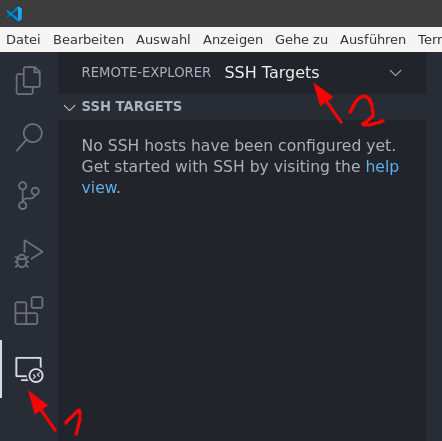 Datei Bearbeiten Auswahl Anzeigen Gehe zu Ausführen
REMOTE-EXPLORER SSH Targets
2
SSH TARGETS
No SSH hosts have been configured yet.
Get started with SSH by visiting the help
view.
1